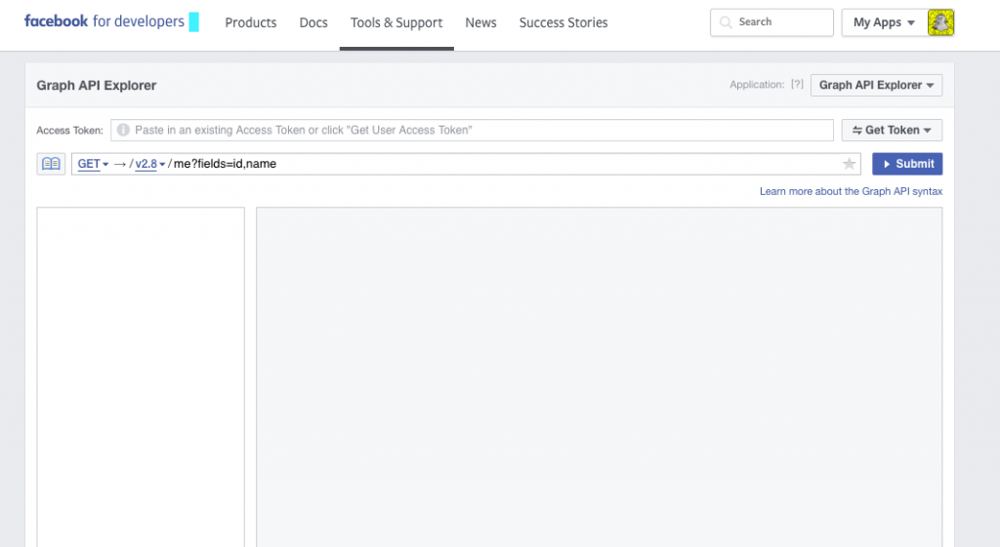 facebook for developers Products Docs Tools & Support News Success Stories Search My Apps
Graph API Explorer Application: [?] Graph API Explorer
Access Token: Paste in an existing Access Token or click "Get User Access Token" Get Token
GET → / v2.8 / me?fields=id,name Submit
Learn more about the Graph API syntax